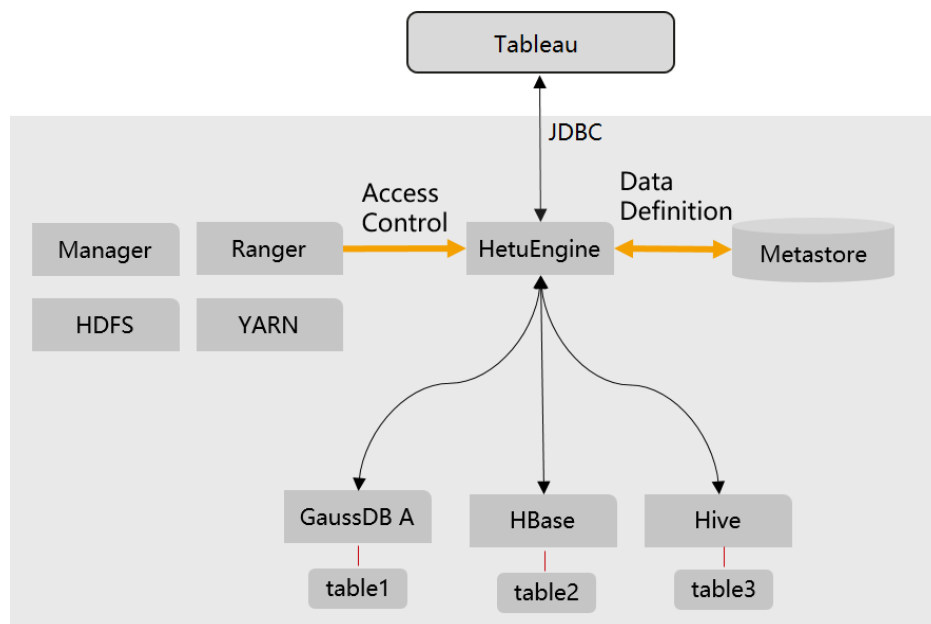 Tableau
JDBC
Access
Control
Data
Definition
Manager
Ranger
HetuEngine
Metastore
HDFS
YARN
GaussDB A
HBase
Hive
table1
table2
table3